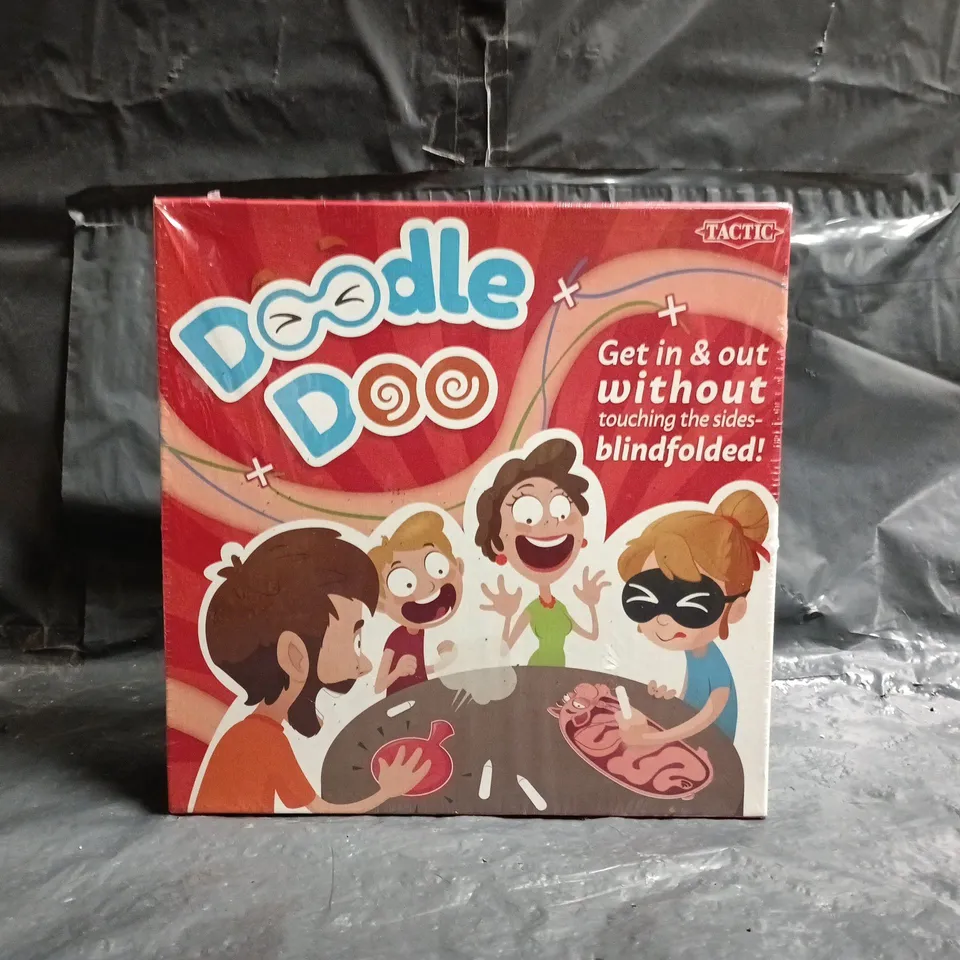 Doodle
Doo
TACTIC
Get in & out
without
touching the sides-
blindfolded!